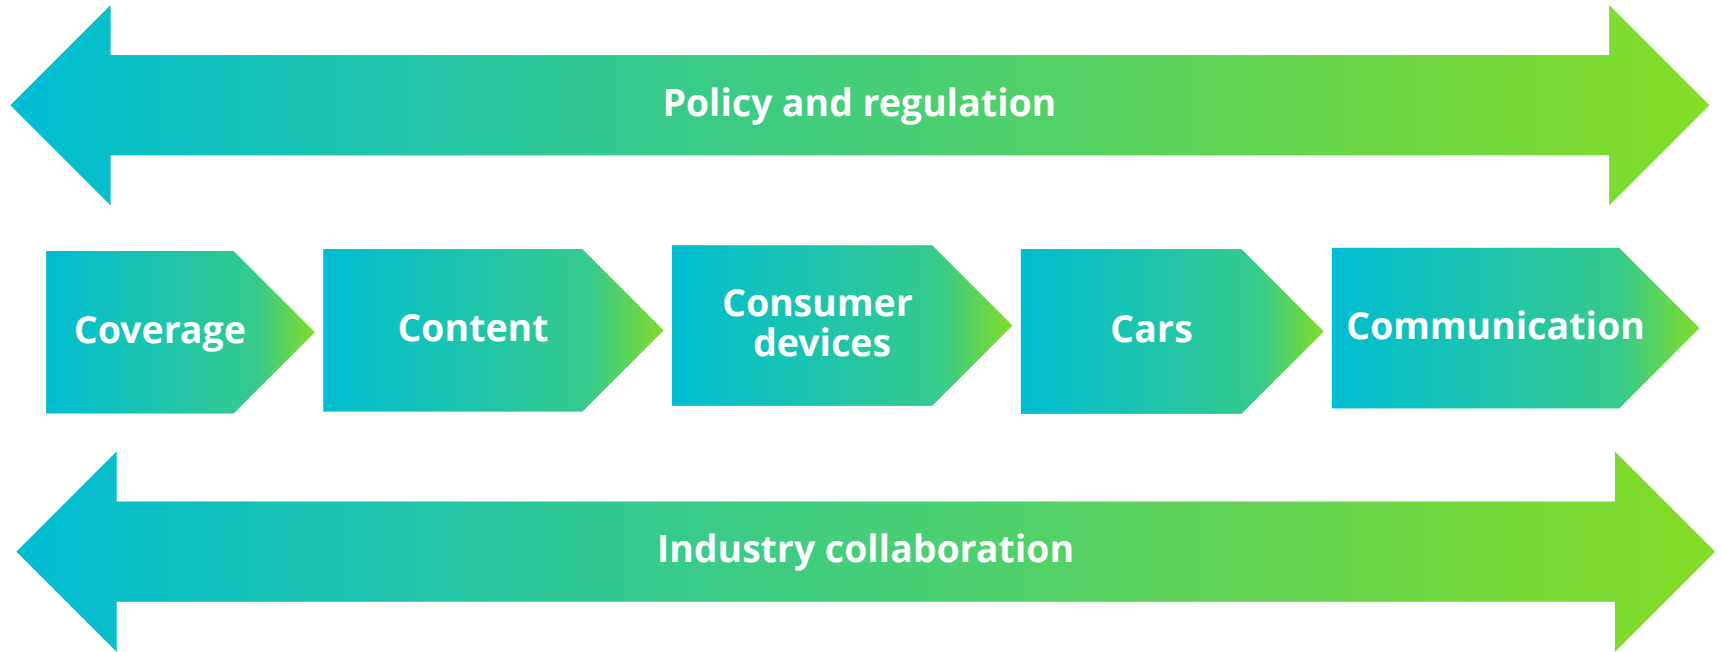 Policy and regulation
Coverage
Content
Consumer
devices
Cars
Communication
Industry collaboration